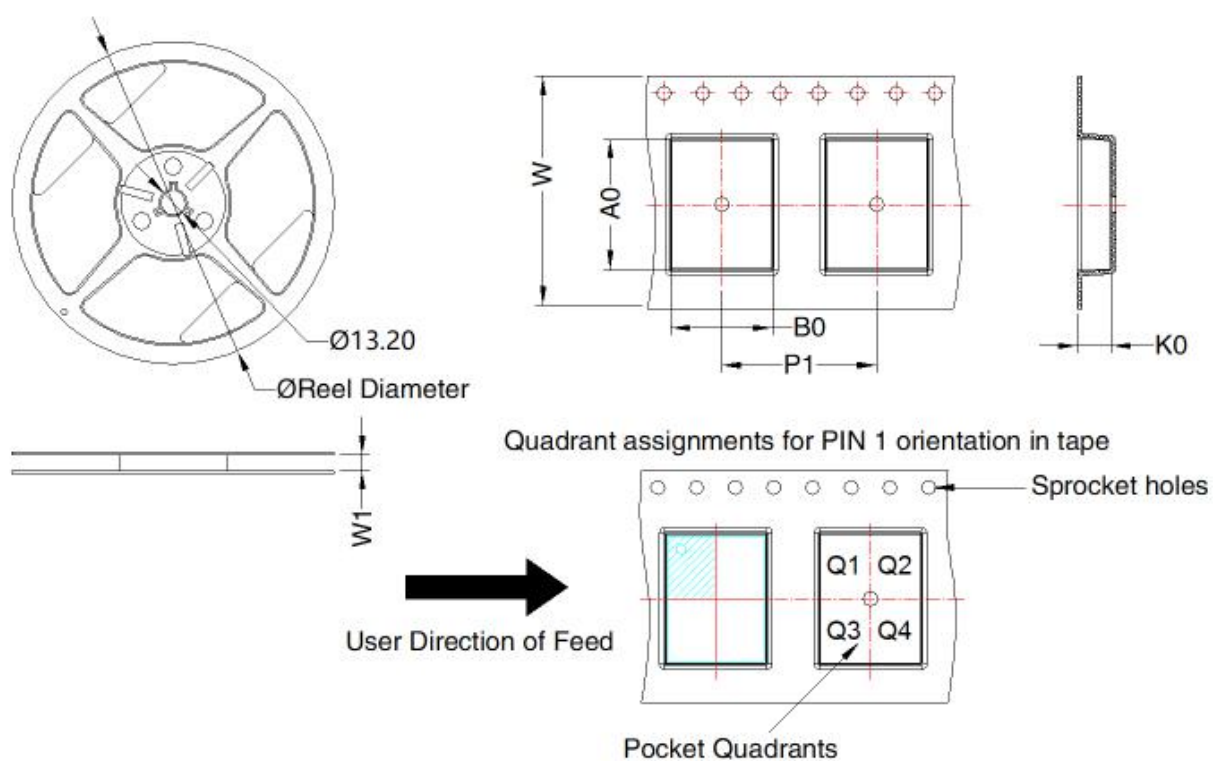 W
A0
B0
P1
K0
Ø13.20
ØReel Diameter
W1
Quadrant assignments for PIN 1 orientation in tape
Sprocket holes
Q1 Q2
Q3 Q4
User Direction of Feed
Pocket Quadrants